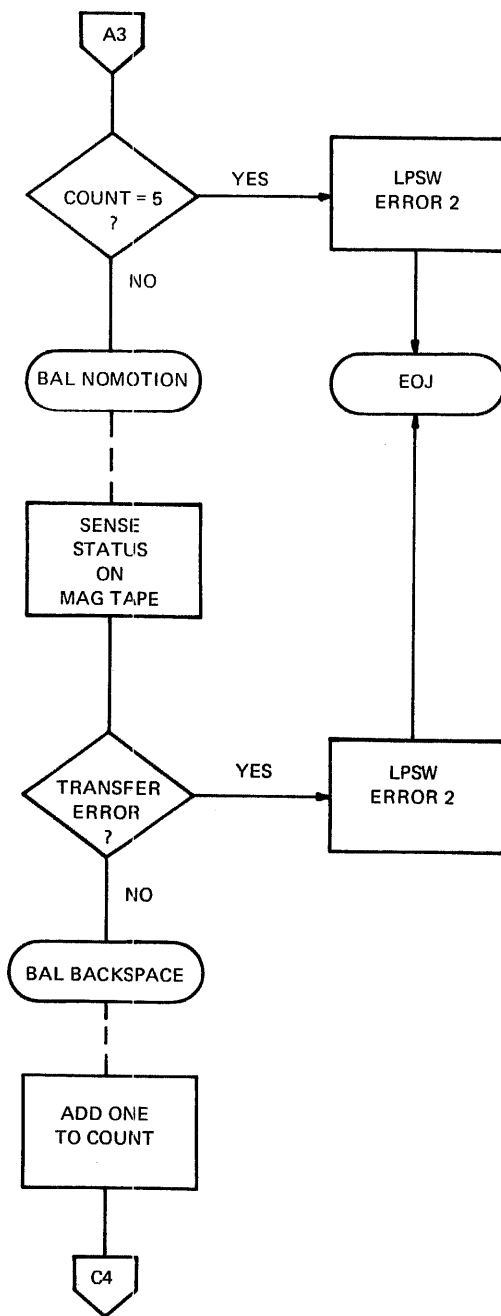 A3
COUNT = 5
?
YES
LPSW
ERROR 2
NO
BAL NOMOTION
EOJ
SENSE
STATUS
ON
MAG TAPE
TRANSFER
ERROR
?
YES
LPSW
ERROR 2
NO
BAL BACKSPACE
ADD ONE
TO COUNT
C4